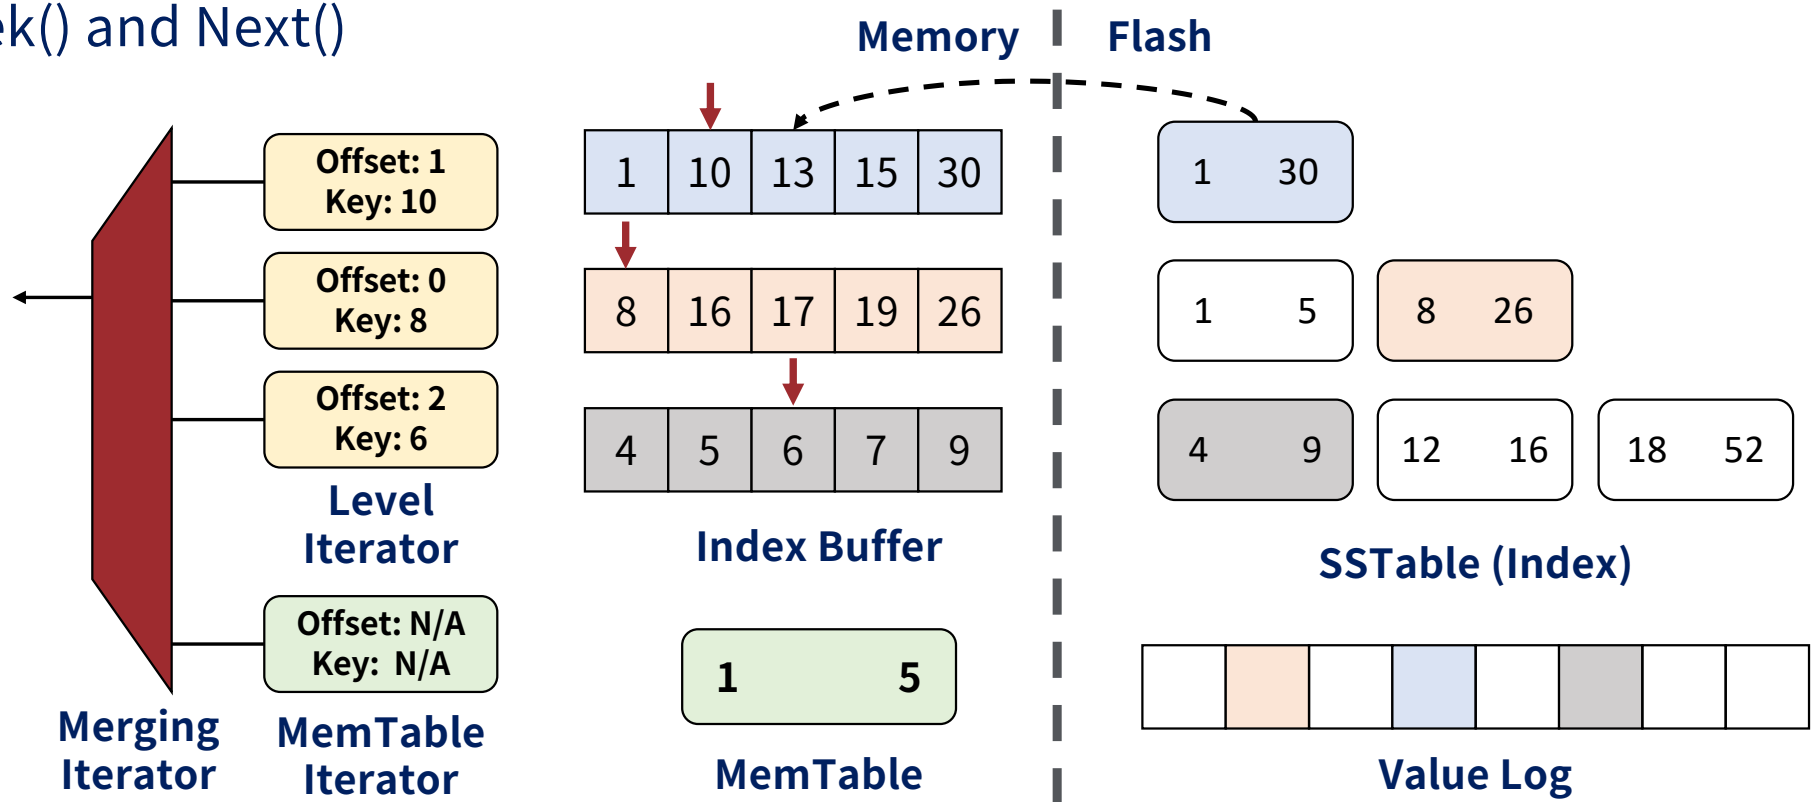 ek() and Next()
Memory
Flash
Offset: 1
Key: 10
1 10 13 15 30
1 30
Offset: 0
Key: 8
8 16 17 19 26
1 5
8 26
Offset: 2
Key: 6
4 5 6 7 9
4 9
12 16
18 52
Level
Iterator
Index Buffer
SSTable (Index)
Offset: N/A
Key: N/A
1 5
Merging
Iterator
MemTable
Iterator
MemTable
Value Log